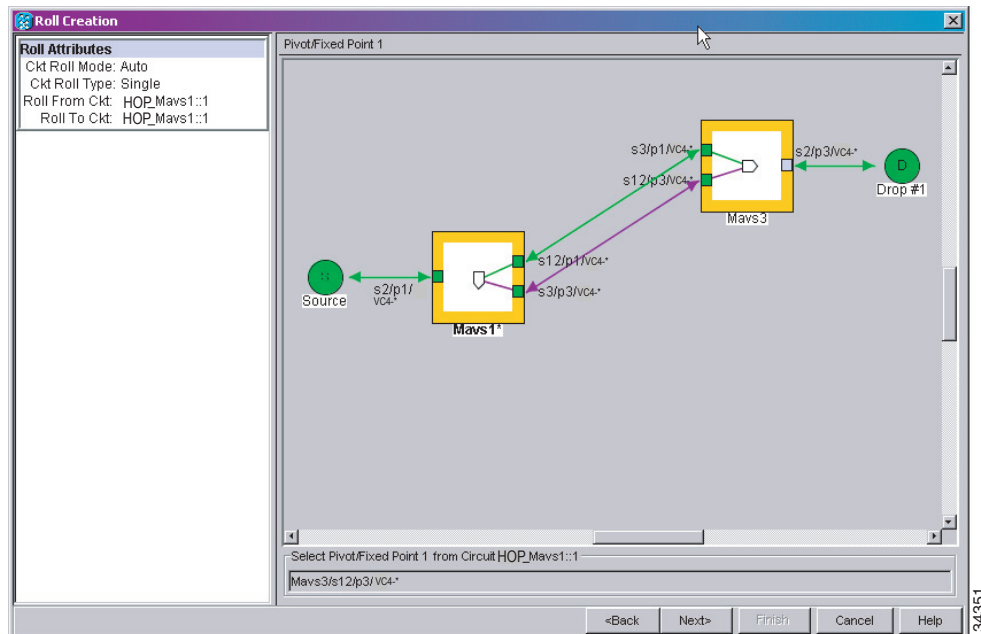 Roll Creation
Roll Attributes
Ckt Roll Mode: Auto
Ckt Roll Type: Single
Roll From Ckt: HOP_Mavs1::1
Roll To Ckt: HOP_Mavs1::1
Pivot/Fixed Point 1
s3/p1/VC4-*
s2/p3/VC4-*
s12/p3/VC4-*
D
Drop #1
Mavs3
s12/p1/VC4-*
S
s2/p1/
VC4-*
s3/p3/VC4-*
Source
Mavs1*
Select Pivot/Fixed Point 1 from Circuit HOP_Mavs1::1
Mavs3/s12/p3/VC4-*
<Back
Next>
Finish
Cancel
Help
34351